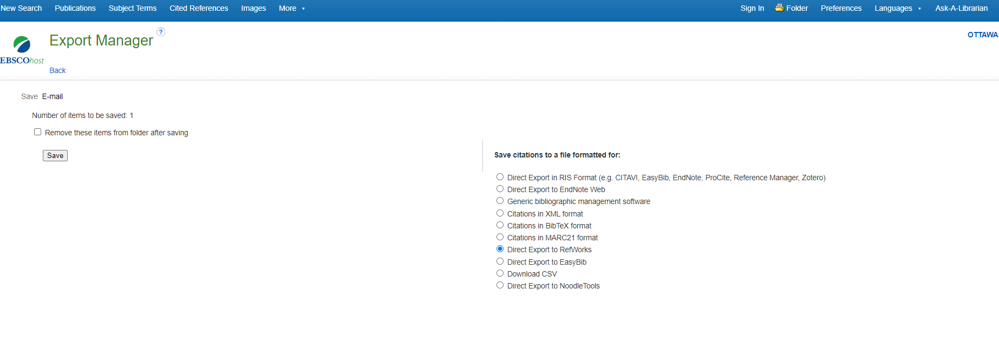 New Search Publications Subject Terms Cited References Images More Sign In Folder Preferences Languages Ask-A-Librarian
Export Manager ?
OTTAWA
EBSCOhost
Back
Save E-mail
Number of items to be saved: 1
Remove these items from folder after saving
Save
Save citations to a file formatted for:
Direct Export in RIS Format (e.g. CITAVI, EasyBib, EndNote, ProCite, Reference Manager, Zotero)
Direct Export to EndNote Web
Generic bibliographic management software
Citations in XML format
Citations in BibTeX format
Citations in MARC21 format
Direct Export to RefWorks
Direct Export to EasyBib
Download CSV
Direct Export to NoodleTools